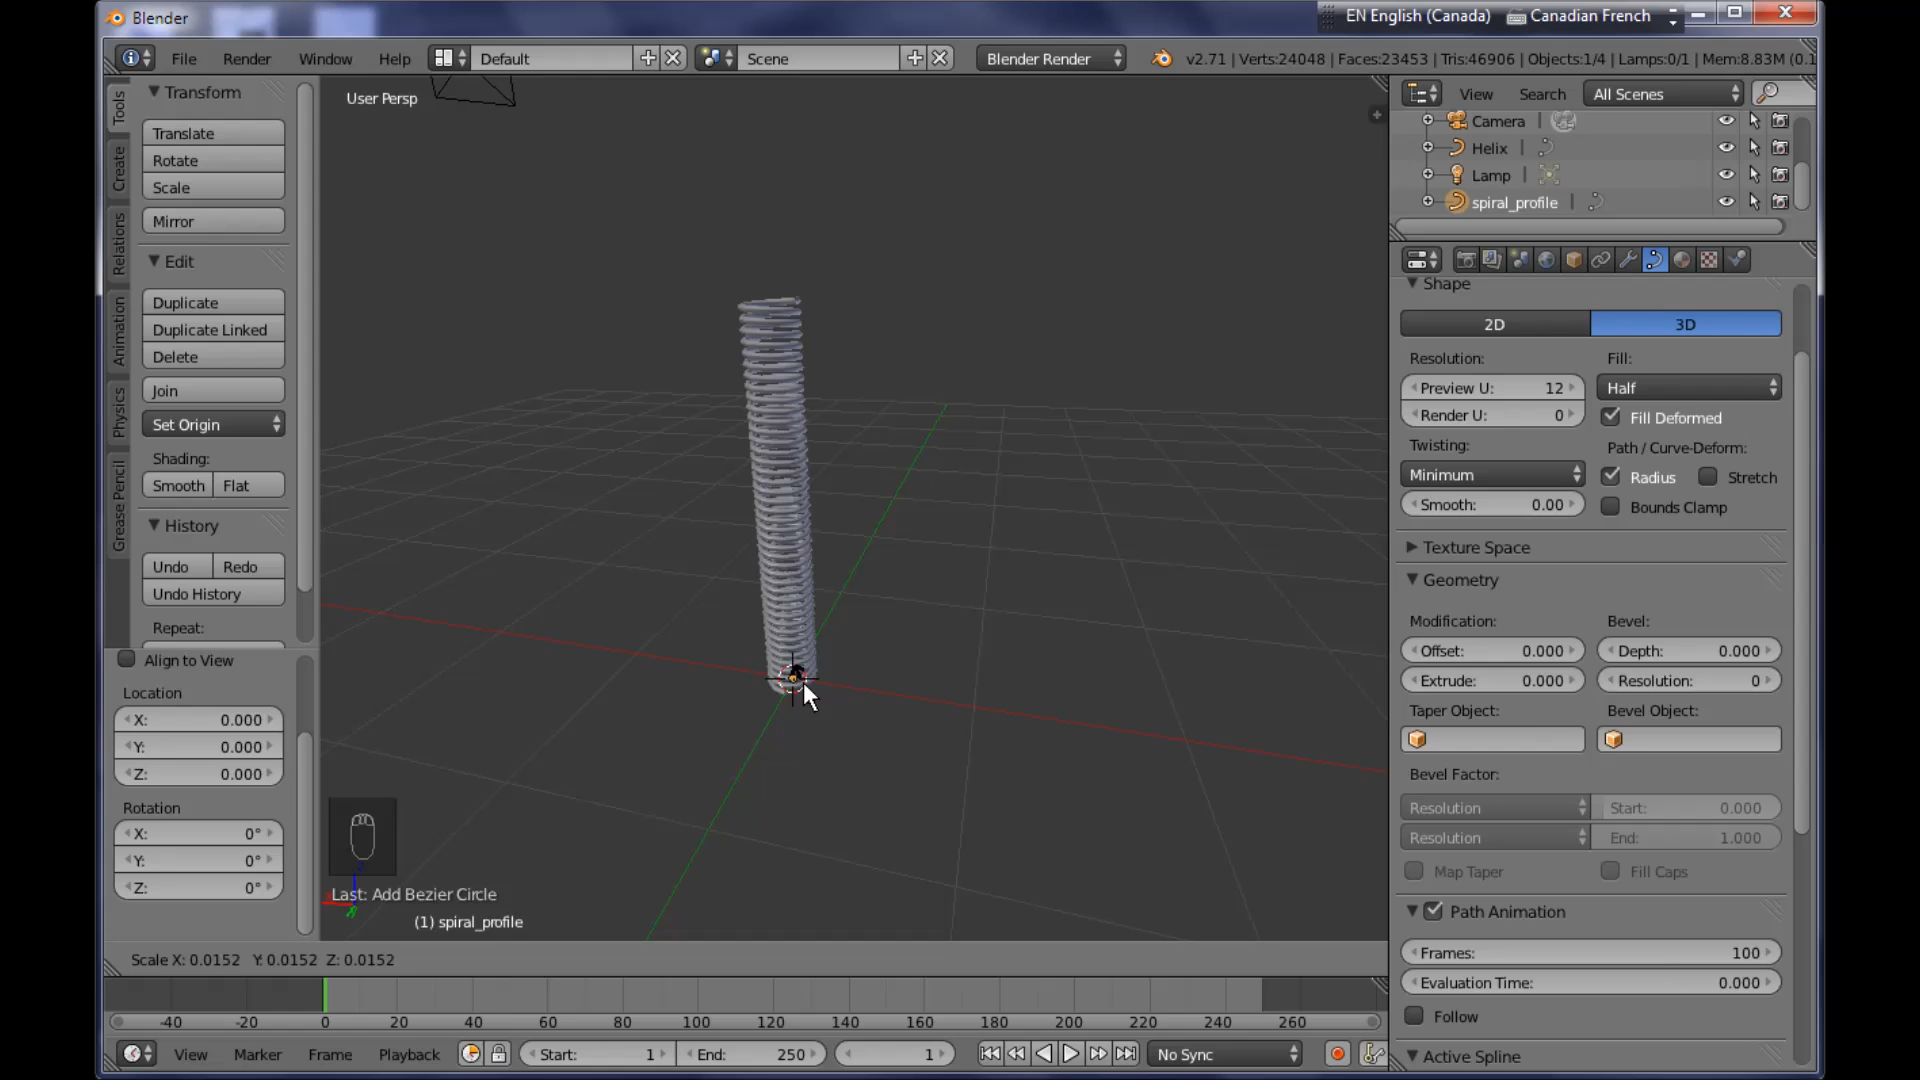 Blender
EN English (Canada) Canadian French
File Render Window Help Default Scene Blender Render v2.71 | Verts:24048 | Faces:23453 | Tris:46906 | Objects:1/4 | Lamps:0/1 | Mem:8.83M (0.1
Tools
Create
Relations
Animation
Physics
Grease Pencil
Transform
Translate
Rotate
Scale
Mirror
Edit
Duplicate
Duplicate Linked
Delete
Join
Set Origin
Shading:
Smooth Flat
History
Undo Redo
Undo History
Repeat:
Align to View
Location
X: 0.000
Y: 0.000
Z: 0.000
Rotation
X: 0°
Y: 0°
Z: 0°
User Persp
Last: Add Bezier Circle
(1) spiral_profile
Scale X: 0.0152 Y: 0.0152 Z: 0.0152
View Search All Scenes
Camera
Helix
Lamp
spiral_profile
Shape
2D 3D
Resolution: Fill:
Preview U: 12 Half
Render U: 0 Fill Deformed
Twisting: Path / Curve-Deform:
Minimum Radius Stretch
Smooth: 0.00 Bounds Clamp
Texture Space
Geometry
Modification: Bevel:
Offset: 0.000 Depth: 0.000
Extrude: 0.000 Resolution: 0
Taper Object: Bevel Object:
Bevel Factor:
Resolution Start: 0.000
Resolution End: 1.000
Map Taper Fill Caps
Path Animation
Frames: 100
Evaluation Time: 0.000
Follow
Active Spline
-40 -20 0 20 40 60 80 100 120 140 160 180 200 220 240 260
View Marker Frame Playback Start: 1 End: 250 1 No Sync